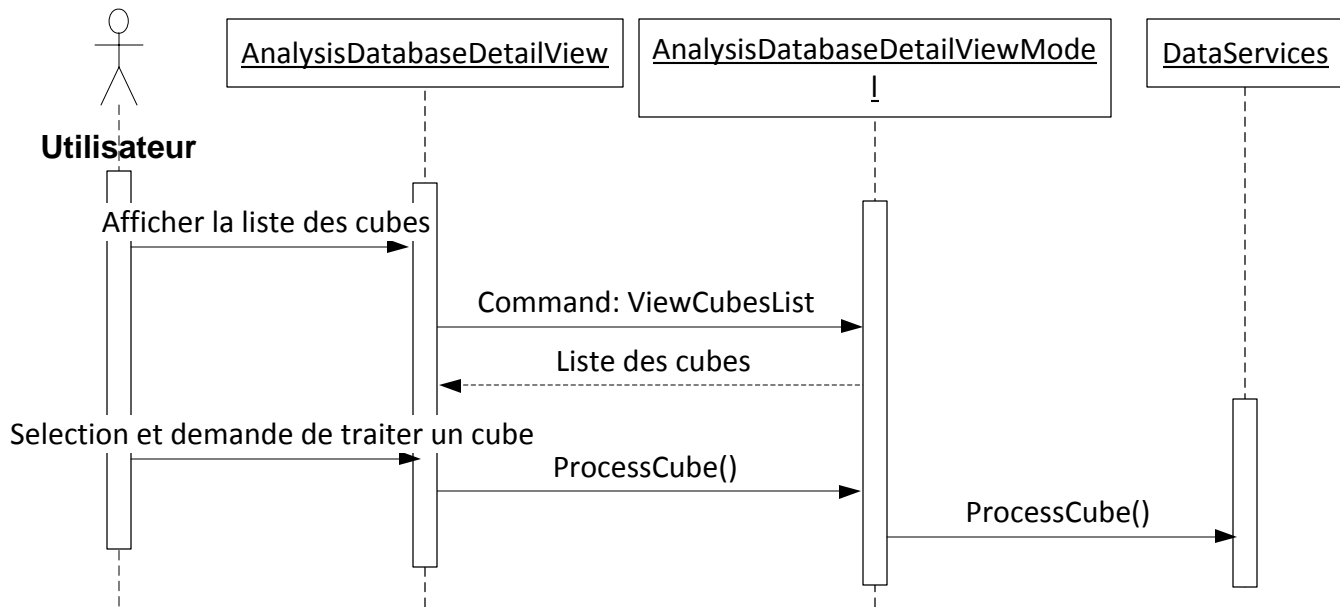 AnalysisDatabaseDetailView
AnalysisDatabaseDetailViewMode
l
DataServices
Utilisateur
Afficher la liste des cubes
Command: ViewCubesList
Liste des cubes
Selection et demande de traiter un cube
ProcessCube()
ProcessCube()